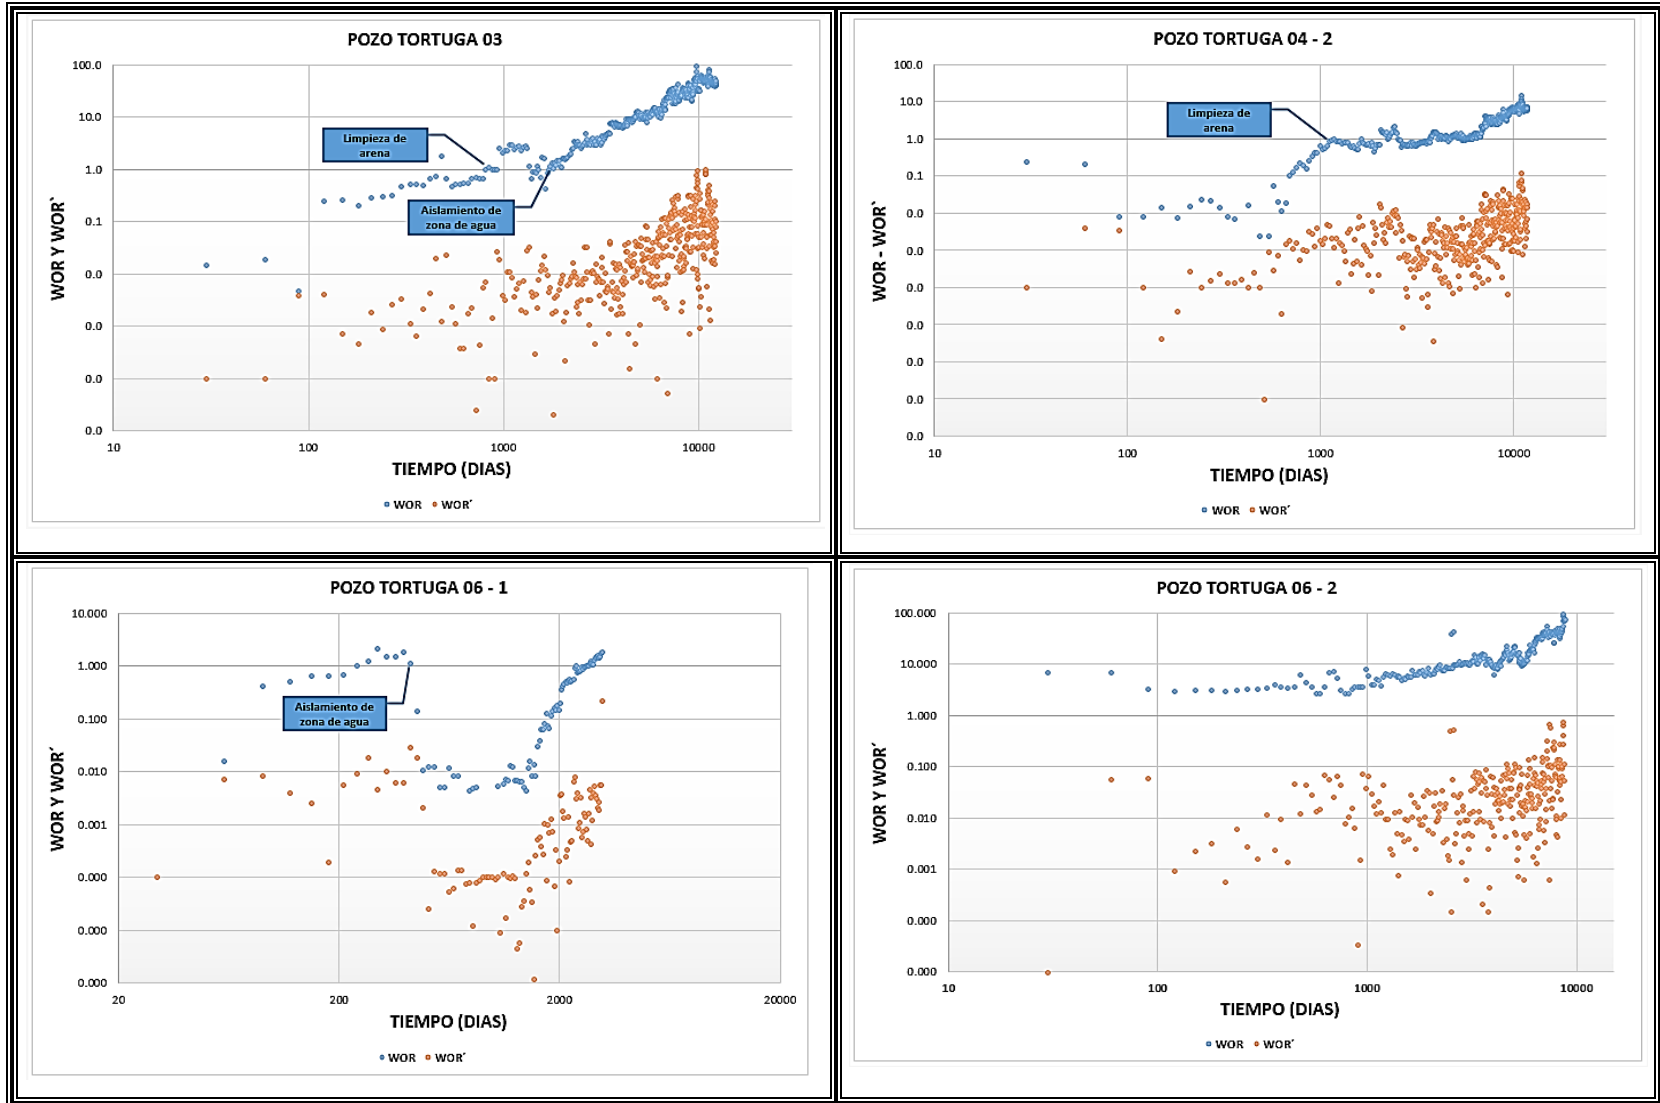 POZO TORTUGA 03
100.0
10.0
1.0
0.1
0.0
0.0
0.0
0.0
WOR Y WOR`
Limpieza de
arena
Aislamiento de
zona de agua
10
100
1000
10000
TIEMPO (DIAS)
WOR
WOR´
POZO TORTUGA 04 - 2
100.0
10.0
1.0
0.1
0.0
0.0
0.0
0.0
0.0
0.0
0.0
WOR - WOR`
Limpieza de
arena
10
100
1000
10000
TIEMPO (DIAS)
WOR
WOR´
POZO TORTUGA 06 - 1
10.000
1.000
0.100
0.010
0.001
0.000
0.000
0.000
WOR Y WOR´
Aislamiento de
zona de agua
20
200
2000
20000
TIEMPO (DIAS)
WOR
WOR´
POZO TORTUGA 06 - 2
100.000
10.000
1.000
0.100
0.010
0.001
0.000
0.000
WOR Y WOR´
10
100
1000
10000
TIEMPO (DIAS)
WOR
WOR´